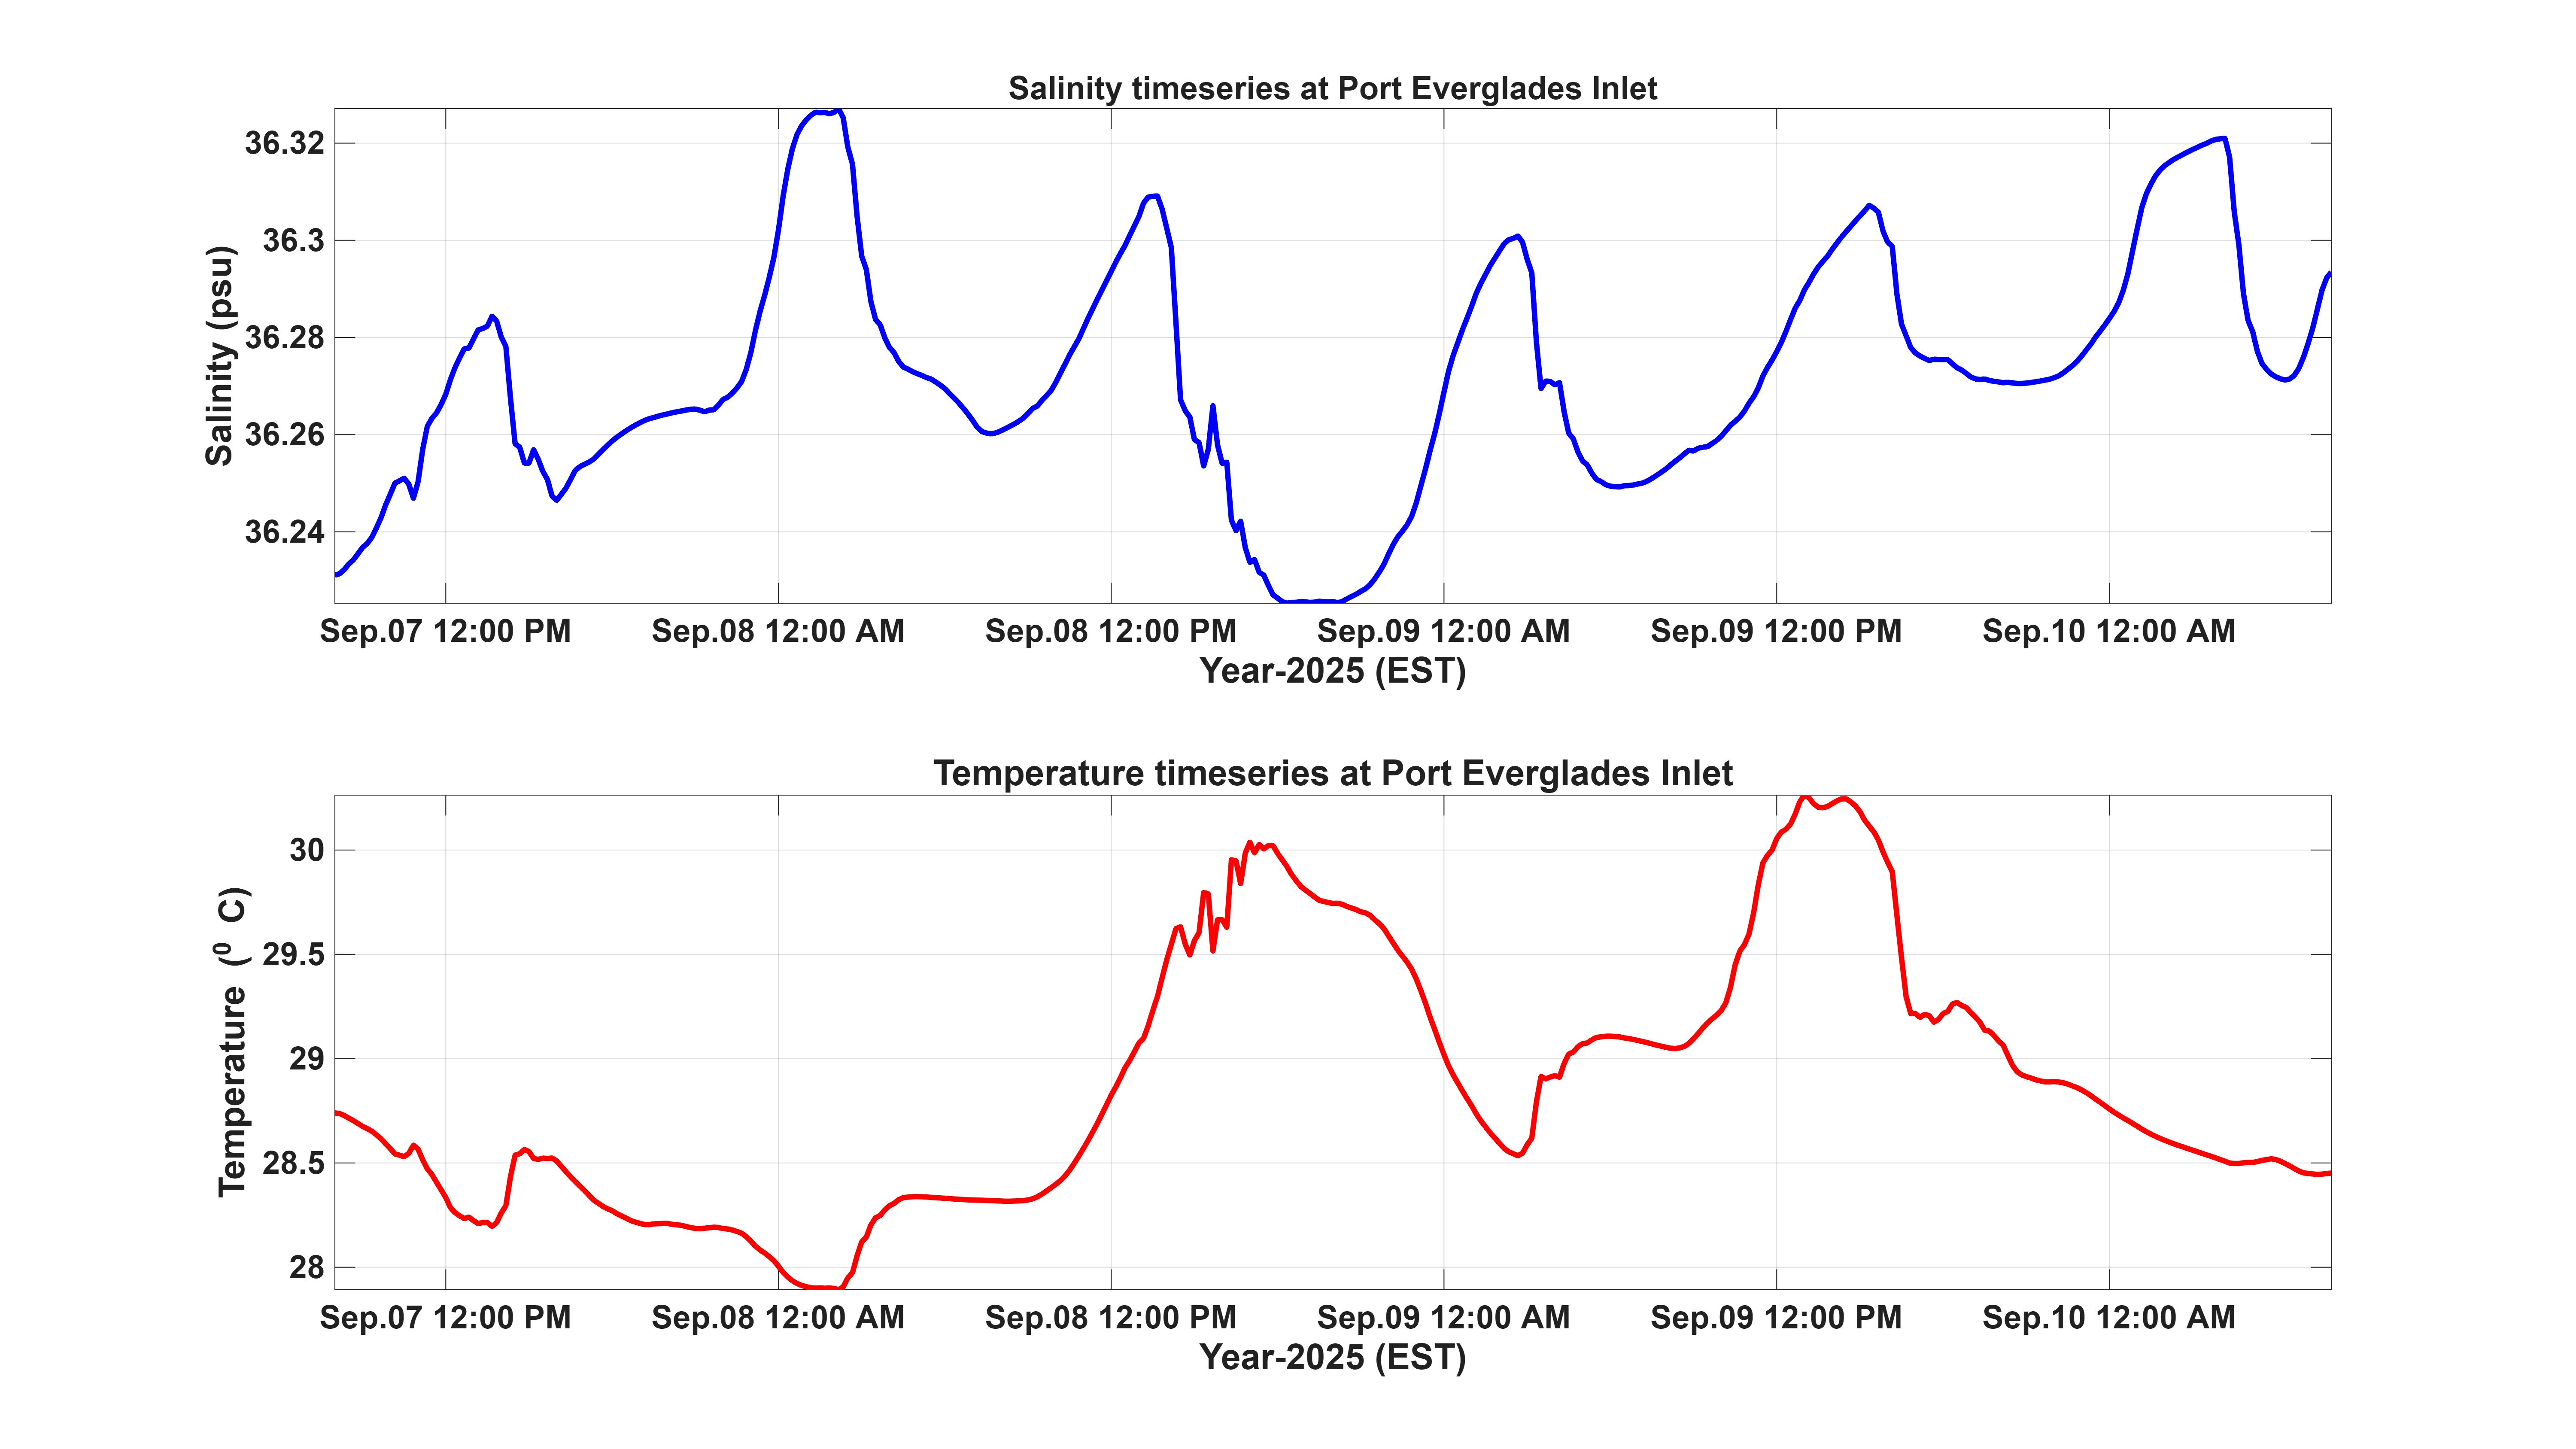 Salinity timeseries at Port Everglades Inlet
Salinity (psu)
36.32
36.3
36.28
36.26
36.24
Sep.07 12:00 PM Sep.08 12:00 AM Sep.08 12:00 PM Sep.09 12:00 AM Sep.09 12:00 PM Sep.10 12:00 AM
Year-2025 (EST)
Temperature timeseries at Port Everglades Inlet
Temperature (⁰ C)
30
29.5
29
28.5
28
Sep.07 12:00 PM Sep.08 12:00 AM Sep.08 12:00 PM Sep.09 12:00 AM Sep.09 12:00 PM Sep.10 12:00 AM
Year-2025 (EST)